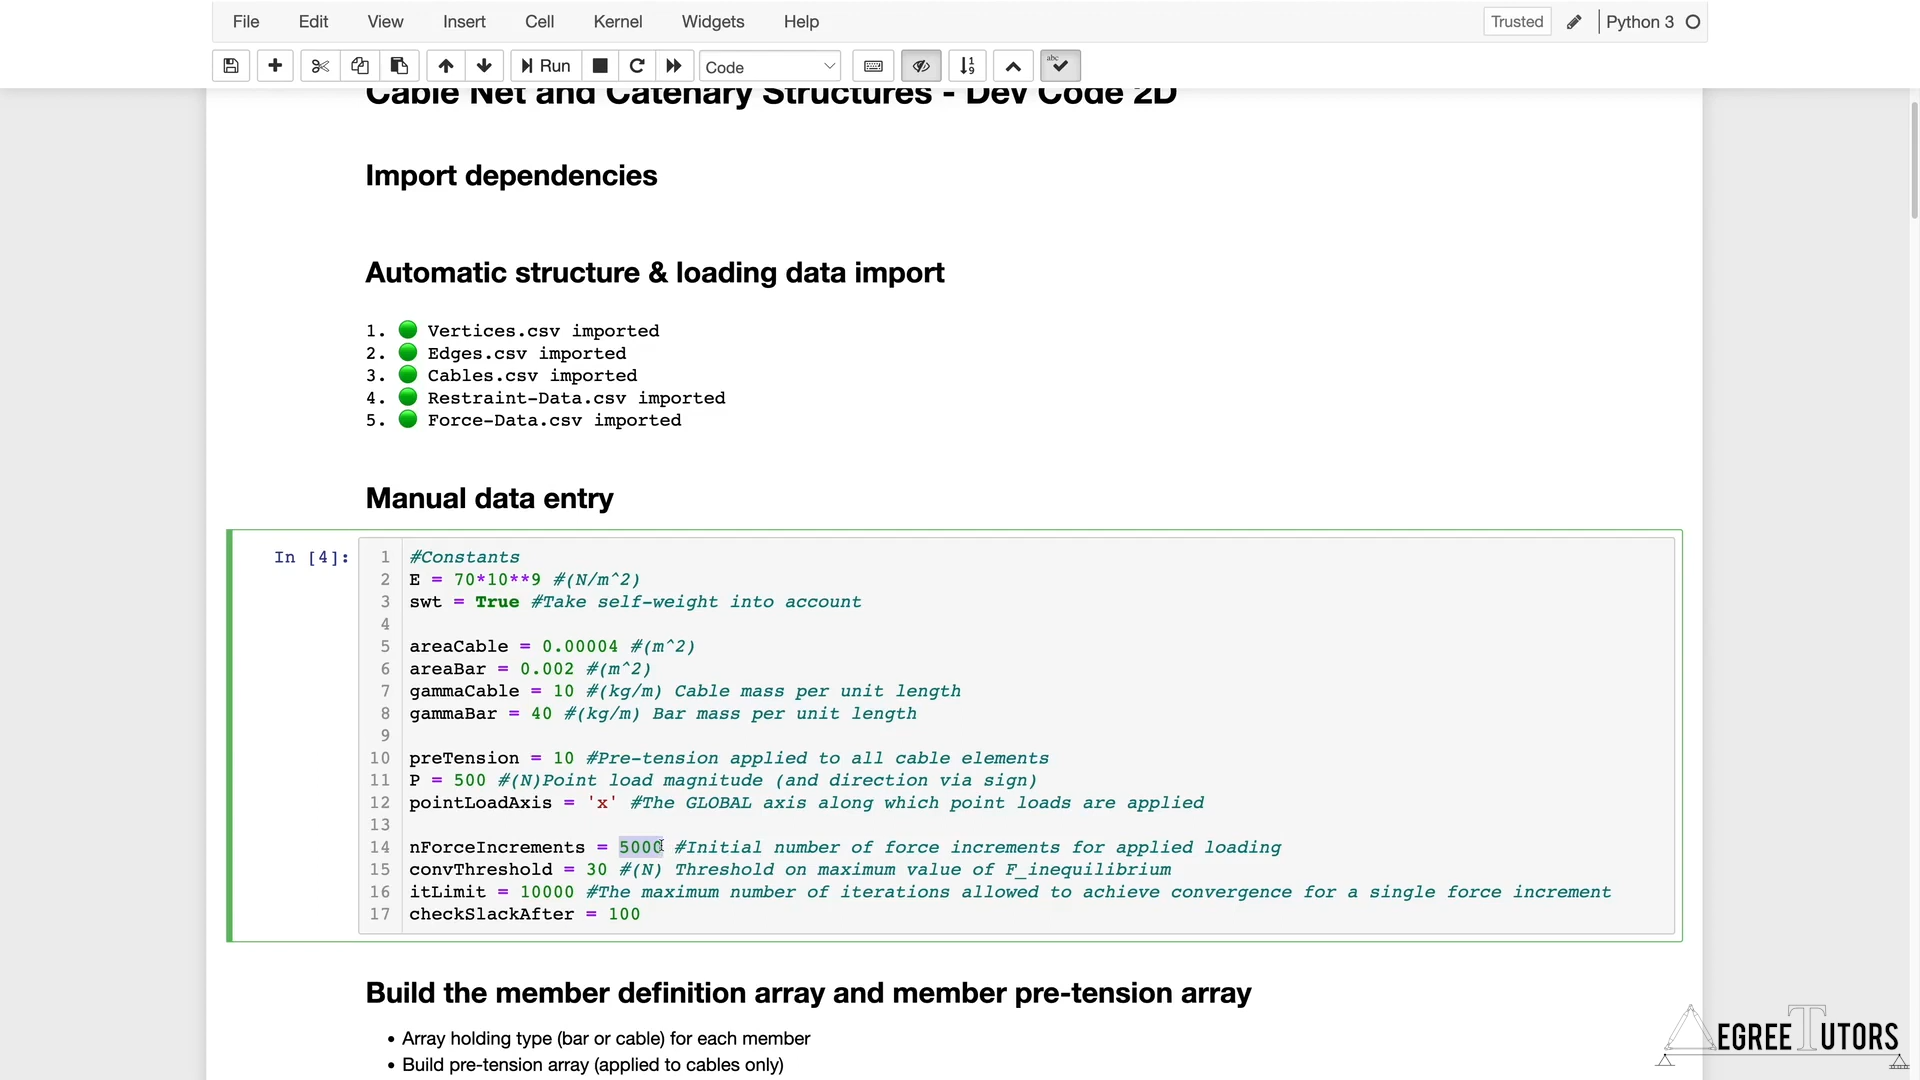 File Edit View Insert Cell Kernel Widgets Help Trusted Python 3
Run Code
Cable Net and Catenary Structures - Dev Code 2D
Import dependencies
Automatic structure & loading data import
1. Vertices.csv imported
2. Edges.csv imported
3. Cables.csv imported
4. Restraint-Data.csv imported
5. Force-Data.csv imported
Manual data entry
In [4]:
1 #Constants
2 E = 70*10**9 #(N/m^2)
3 swt = True #Take self-weight into account
4
5 areaCable = 0.00004 #(m^2)
6 areaBar = 0.002 #(m^2)
7 gammaCable = 10 #(kg/m) Cable mass per unit length
8 gammaBar = 40 #(kg/m) Bar mass per unit length
9
10 preTension = 10 #Pre-tension applied to all cable elements
11 P = 500 #(N)Point load magnitude (and direction via sign)
12 pointLoadAxis = 'x' #The GLOBAL axis along which point loads are applied
13
14 nForceIncrements = 5000 #Initial number of force increments for applied loading
15 convThreshold = 30 #(N) Threshold on maximum value of F_inequilibrium
16 itLimit = 10000 #The maximum number of iterations allowed to achieve convergence for a single force increment
17 checkSlackAfter = 100
Build the member definition array and member pre-tension array
• Array holding type (bar or cable) for each member
• Build pre-tension array (applied to cables only)
EGREE TUTORS